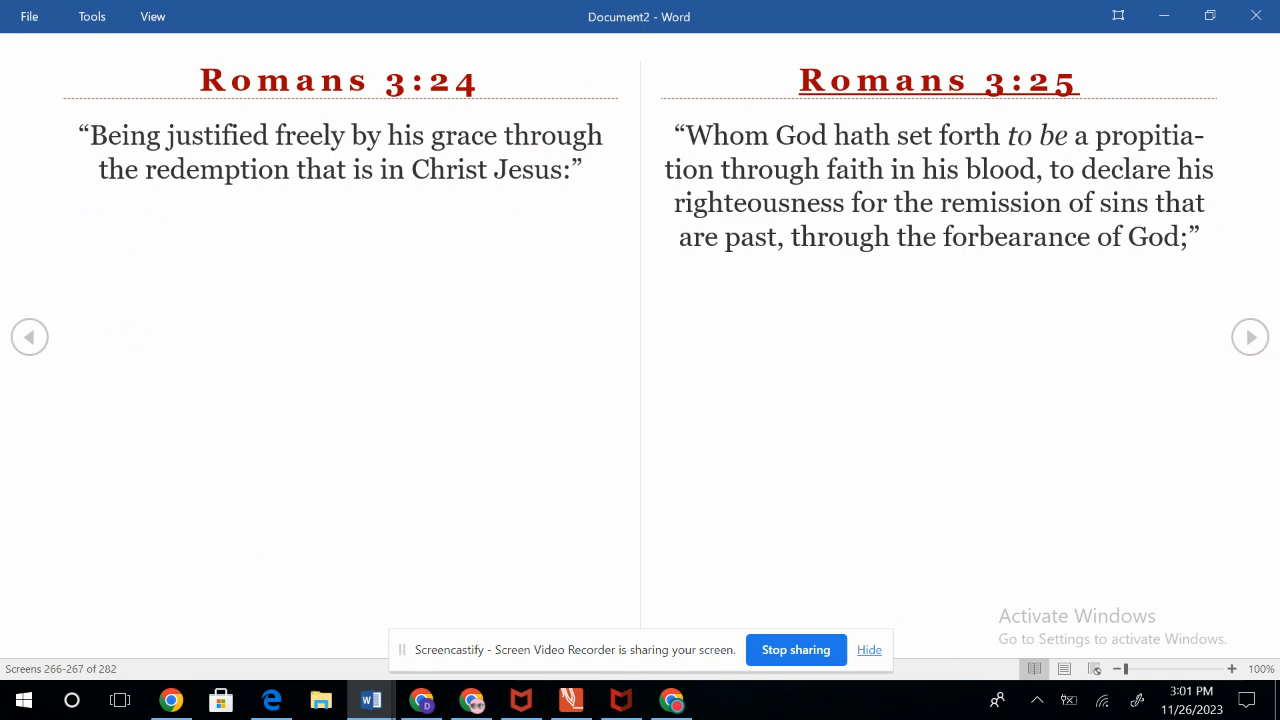 File Tools View Document2 - Word
Romans 3:24
“Being justified freely by his grace through
the redemption that is in Christ Jesus:”
Romans 3:25
“Whom God hath set forth to be a propitia-
tion through faith in his blood, to declare his
righteousness for the remission of sins that
are past, through the forbearance of God;”
Activate Windows
Go to Settings to activate Windows.
Screencastify - Screen Video Recorder is sharing your screen. Stop sharing Hide
Screens 266-267 of 282 100%
3:01 PM
11/26/2023